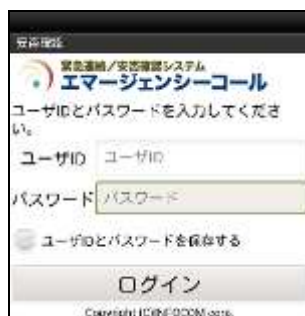 安否確認
緊急連絡/安否確認システム
エマージェンシーコール
ユーザIDとパスワードを入力してくださ
い。
ユーザID ユーザID
パスワード パスワード
ユーザIDとパスワードを保存する
ログイン
Copyright (C)INFOCOM corp.